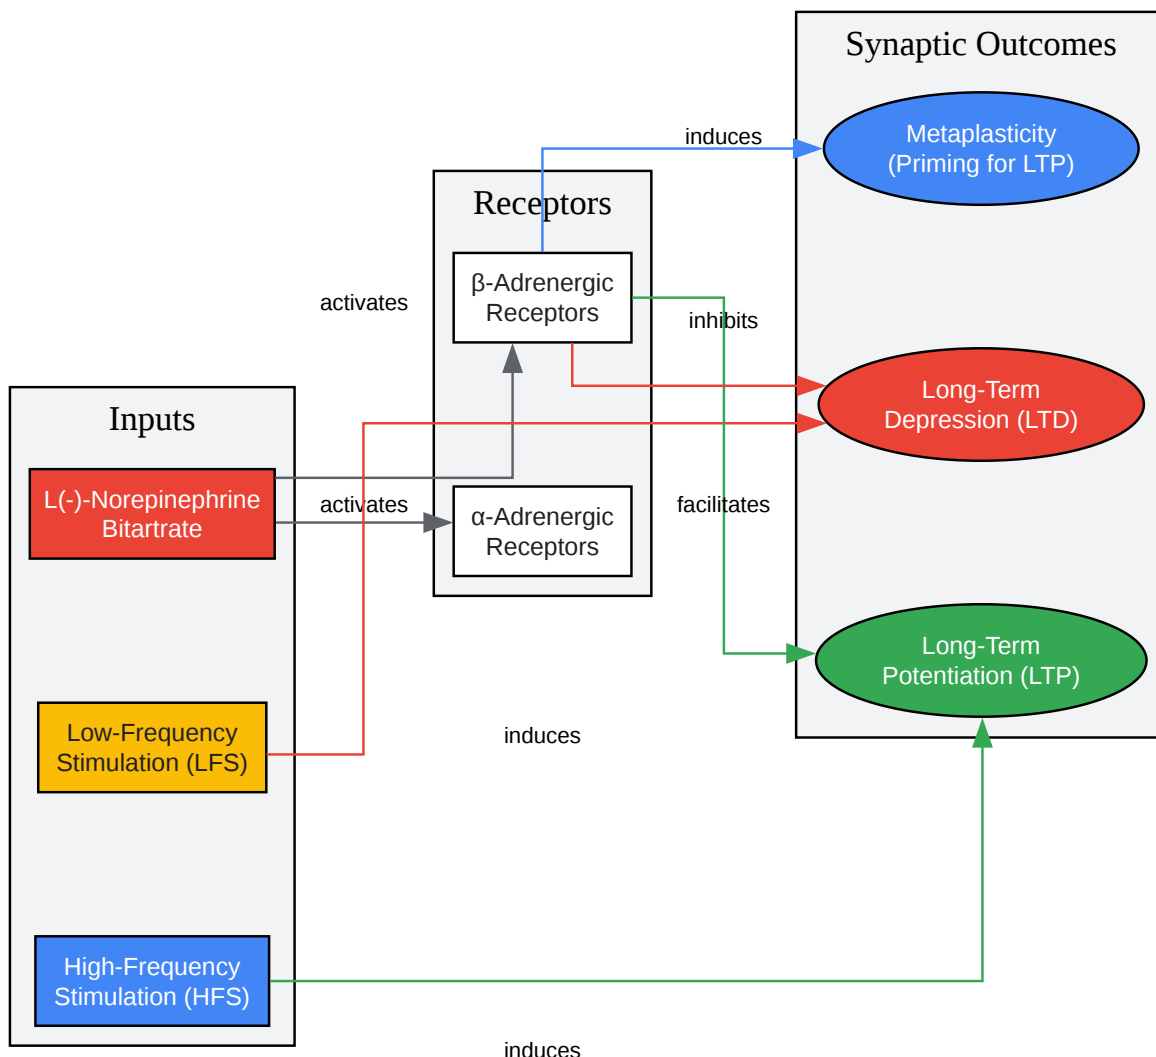 Synaptic Outcomes
Metaplasticity
(Priming for LTP)
induces
Receptors
β-Adrenergic
Receptors
activates
inhibits
Long-Term
Depression (LTD)
Inputs
L(-)-Norepinephrine
Bitartrate
activates
α-Adrenergic
Receptors
facilitates
Long-Term
Potentiation (LTP)
Low-Frequency
Stimulation (LFS)
induces
High-Frequency
Stimulation (HFS)
induces